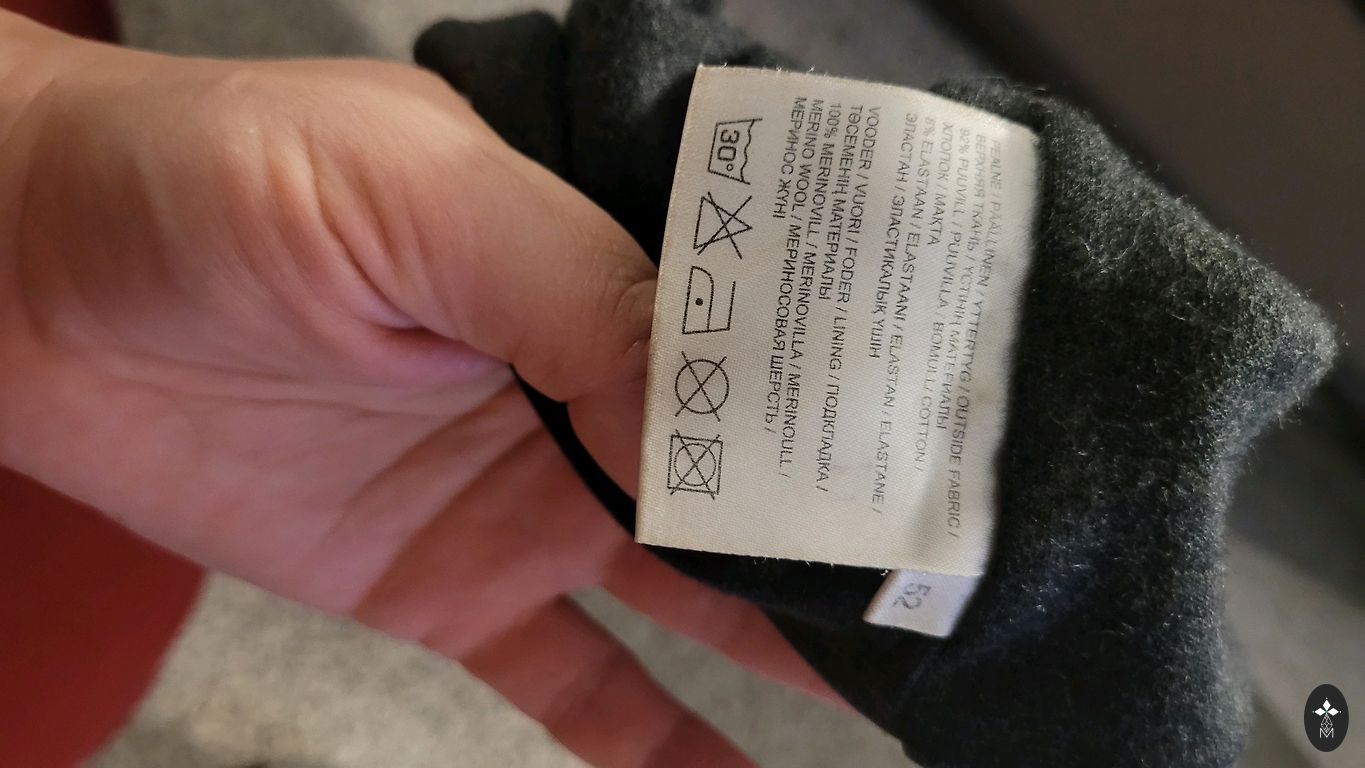 PEALNE / PÄÄLLINEN / YTTERTYG / OUTSIDE FABRIC /
ВЕРХНЯЯ ТКАНЬ / ҮСТІҢГІ МАТЕЕИАЛЫ
92% PUUVILL / PUUVILLA / BOMULL / COTTON /
ХЛОПОК / МАКТА
8% ELASTAAN / ELASTAANI / ELASTAN / ELASTANE /
ЭЛАСТАН / ЭЛАСТИКАЛЫҚ ҮШІН
VOODER / VUORI / FODER / LINING / ПОДКЛАДКА /
ТӨСЕМЕНІҢ МАТЕРИАЛЫ
100% MERINOVILL / MERINOVILLA / MERINOULL /
MERINO WOOL / МЕРИНОСОВАЯ ШЕРСТЬ /
МЕРИНОС ЖҮНІ
30°
52
M